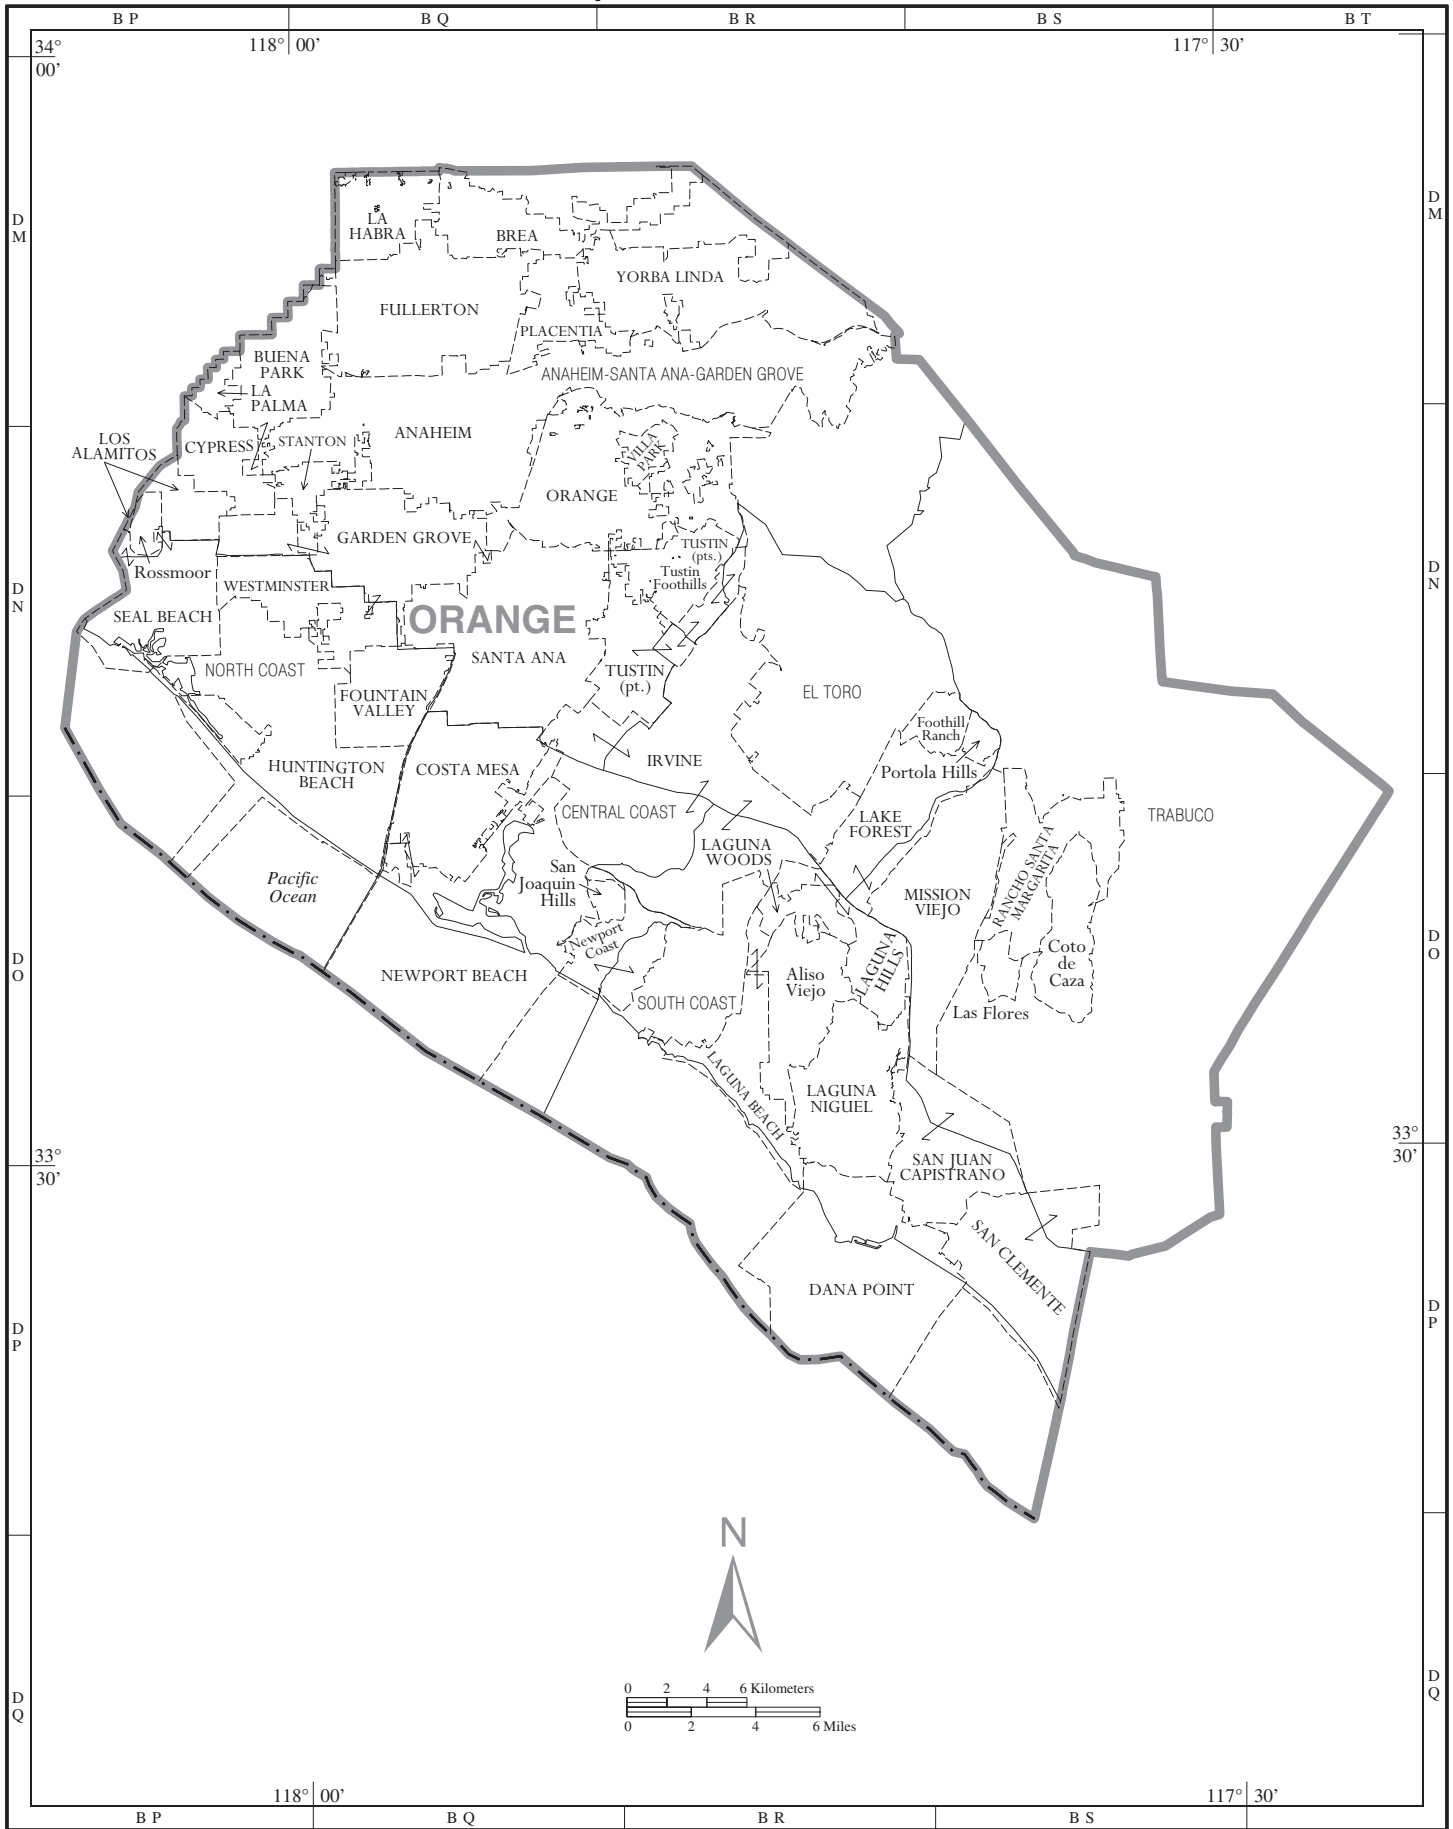 B P
B Q
B R
B S
B T
34°
00'
118° 00'
117° 30'
D
M
D
M
LA
HABRA
BREA
YORBA LINDA
FULLERTON
PLACENTIA
BUENA
PARK
ANAHEIM-SANTA ANA-GARDEN GROVE
LA
PALMA
LOS
ALAMITOS
CYPRESS
STANTON
ANAHEIM
VILLA
PARK
ORANGE
GARDEN GROVE
TUSTIN
(pts.)
Tustin
Foothills
Rossmoor
WESTMINSTER
D
N
D
N
SEAL BEACH
ORANGE
NORTH COAST
SANTA ANA
TUSTIN
(pt.)
EL TORO
FOUNTAIN
VALLEY
Foothill
Ranch
HUNTINGTON
BEACH
COSTA MESA
IRVINE
Portola Hills
CENTRAL COAST
LAKE
FOREST
TRABUCO
LAGUNA
WOODS
RANCHO SANTA
MARGARITA
Pacific
Ocean
San
Joaquin
Hills
MISSION
VIEJO
Newport
Coast
LAGUNA
HILLS
Coto
de
Caza
D
O
D
O
NEWPORT BEACH
Aliso
Viejo
SOUTH COAST
Las Flores
LAGUNA BEACH
LAGUNA
NIGUEL
33°
30'
33°
30'
SAN JUAN
CAPISTRANO
SAN CLEMENTE
DANA POINT
D
P
D
P
N
0 2 4 6 Kilometers
0 2 4 6 Miles
D
Q
D
Q
118° 00'
117° 30'
B P
B Q
B R
B S